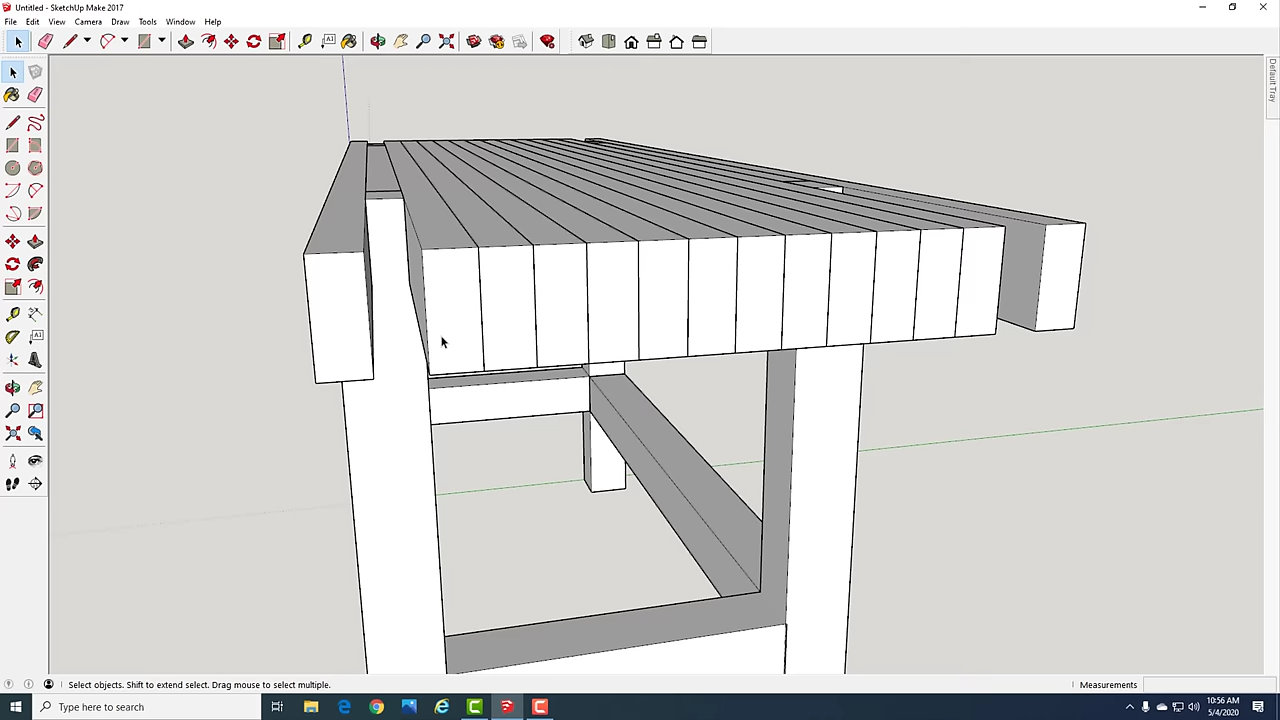 Untitled - SketchUp Make 2017
File Edit View Camera Draw Tools Window Help
Default Tray
Select objects. Shift to extend select. Drag mouse to select multiple.
Measurements
Type here to search
10:56 AM
5/4/2020